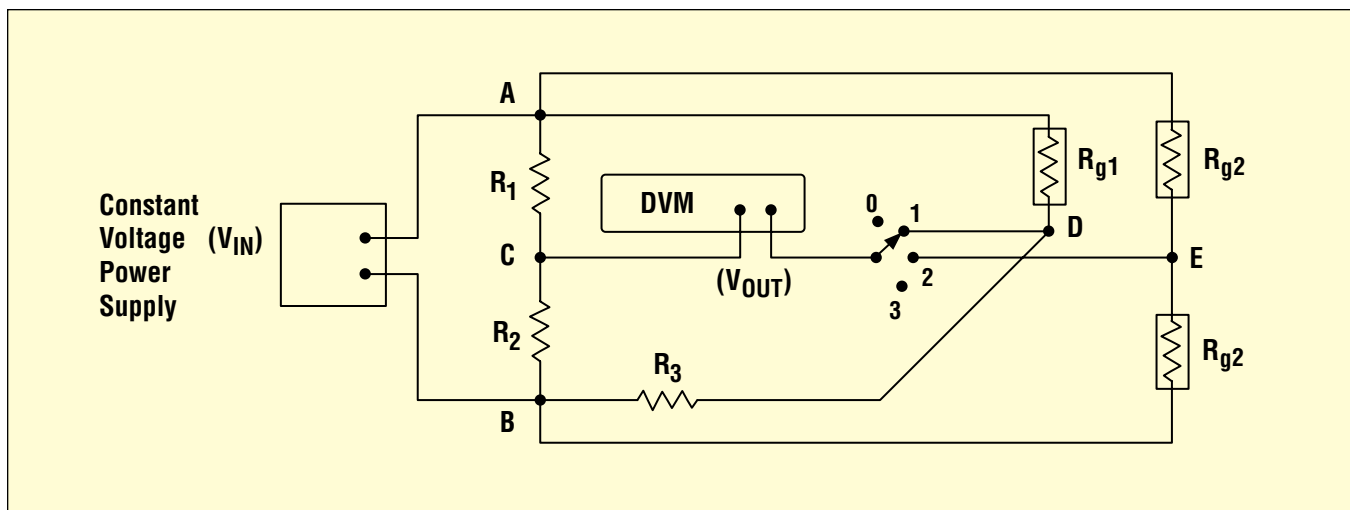 A
R1
Rg1
Rg2
Constant
Voltage (VIN)
Power
Supply
DVM
0
1
D
C
(VOUT)
2
E
3
R2
R3
Rg2
B